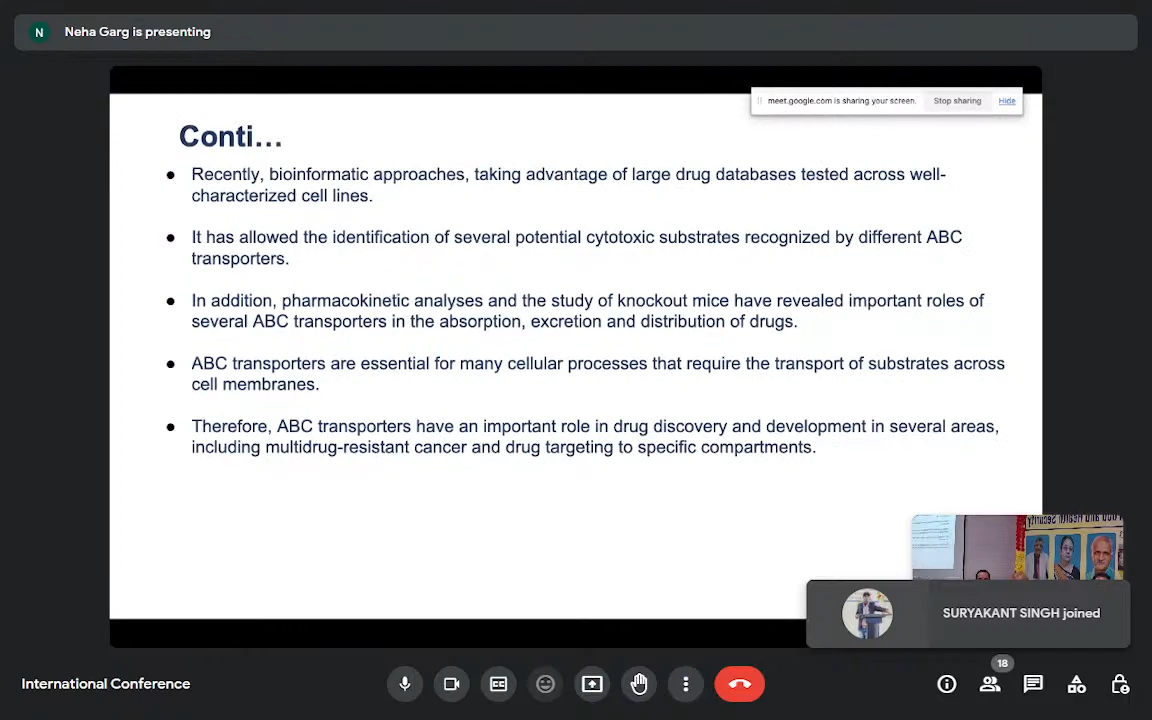 N Neha Garg is presenting
meet.google.com is sharing your screen. Stop sharing Hide
Conti...
● Recently, bioinformatic approaches, taking advantage of large drug databases tested across well-
characterized cell lines.
● It has allowed the identification of several potential cytotoxic substrates recognized by different ABC
transporters.
● In addition, pharmacokinetic analyses and the study of knockout mice have revealed important roles of
several ABC transporters in the absorption, excretion and distribution of drugs.
● ABC transporters are essential for many cellular processes that require the transport of substrates across
cell membranes.
● Therefore, ABC transporters have an important role in drug discovery and development in several areas,
including multidrug-resistant cancer and drug targeting to specific compartments.
and Health Security
SURYAKANT SINGH joined
18
International Conference